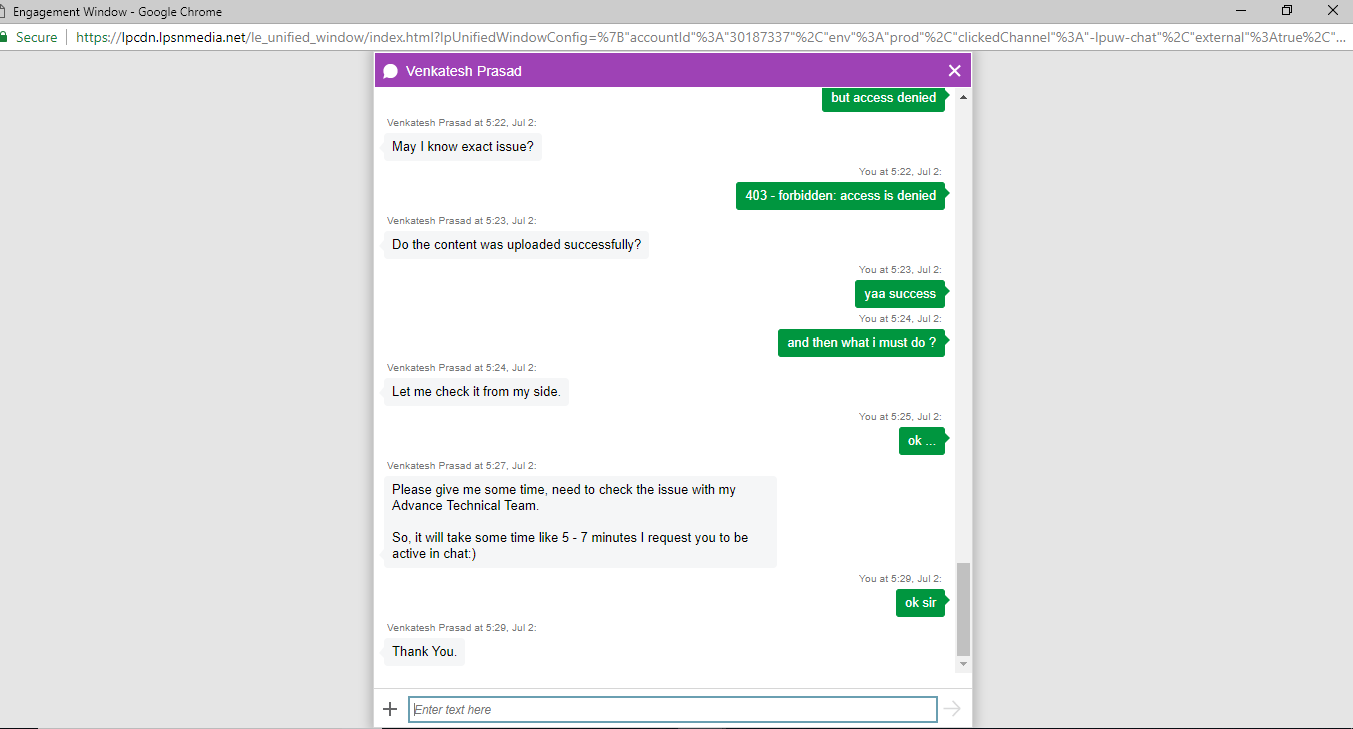 Engagement Window - Google Chrome
Secure
https://lpcdn.lpsnmedia.net/le_unified_window/index.html?lpUnifiedWindowConfig=%7B"accountId"%3A"30187337"%2C"env"%3A"prod"%2C"clickedChannel"%3A"-lpuw-chat"%2C"external"%3Atrue%2C"...
Venkatesh Prasad
but access denied
Venkatesh Prasad at 5:22, Jul 2:
May I know exact issue?
You at 5:22, Jul 2:
403 - forbidden: access is denied
Venkatesh Prasad at 5:23, Jul 2:
Do the content was uploaded successfully?
You at 5:23, Jul 2:
yaa success
You at 5:24, Jul 2:
and then what i must do ?
Venkatesh Prasad at 5:24, Jul 2:
Let me check it from my side.
You at 5:25, Jul 2:
ok ...
Venkatesh Prasad at 5:27, Jul 2:
Please give me some time, need to check the issue with my
Advance Technical Team.
So, it will take some time like 5 - 7 minutes I request you to be
active in chat:)
You at 5:29, Jul 2:
ok sir
Venkatesh Prasad at 5:29, Jul 2:
Thank You.
Enter text here